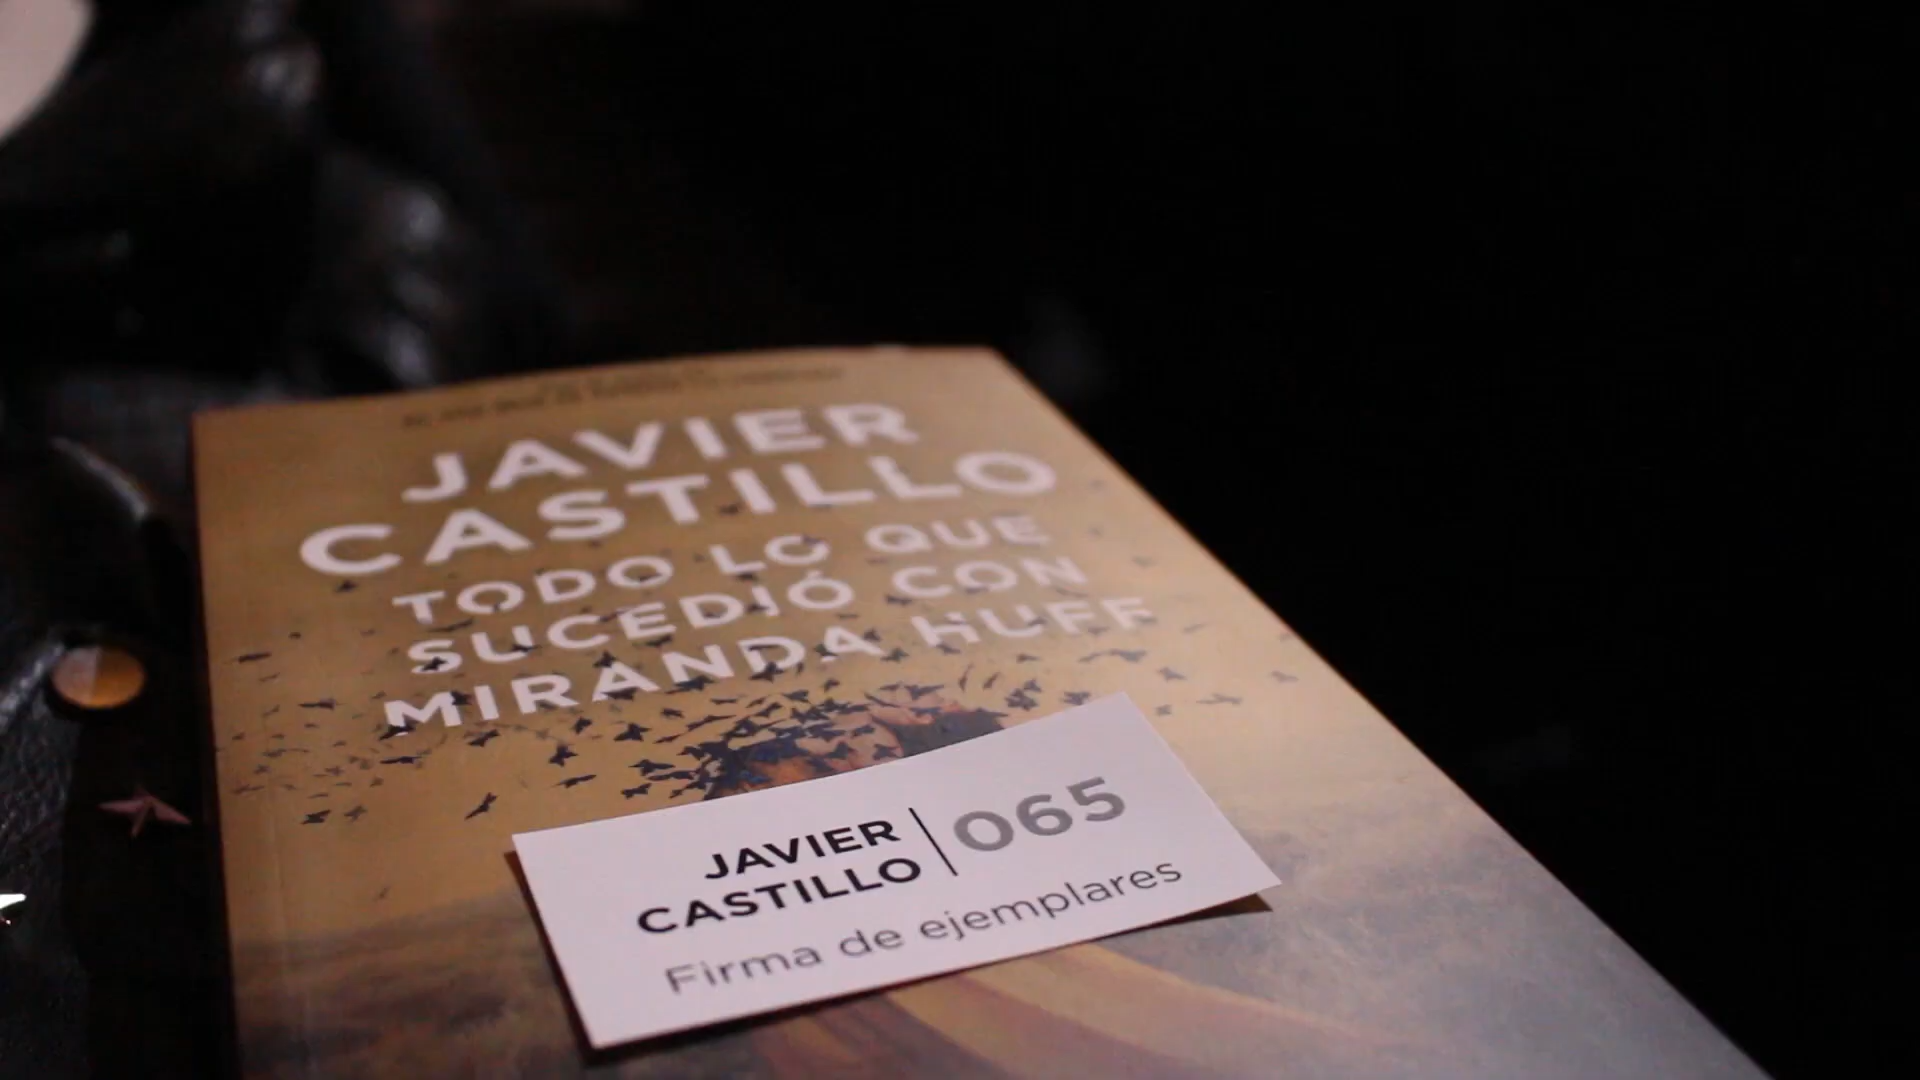 JAVIER
CASTILLO
TODO LO QUE
SUCEDIÓ CON
MIRANDA HUFF
JAVIER
CASTILLO
065
Firma de ejemplares